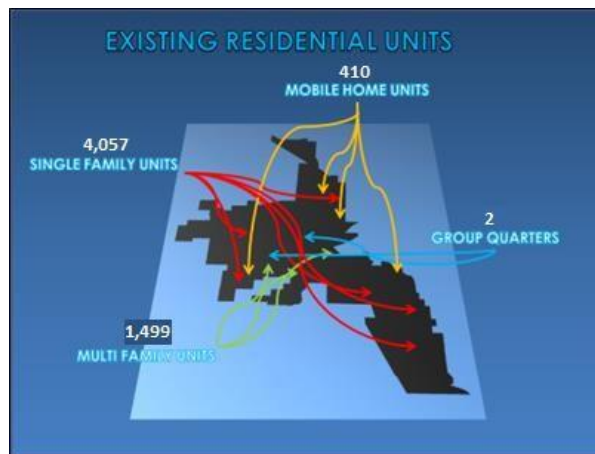 EXISTING RESIDENTIAL UNITS
410
MOBILE HOME UNITS
4,057
SINGLE FAMILY UNITS
2
GROUP QUARTERS
1,499
MULTI FAMILY UNITS